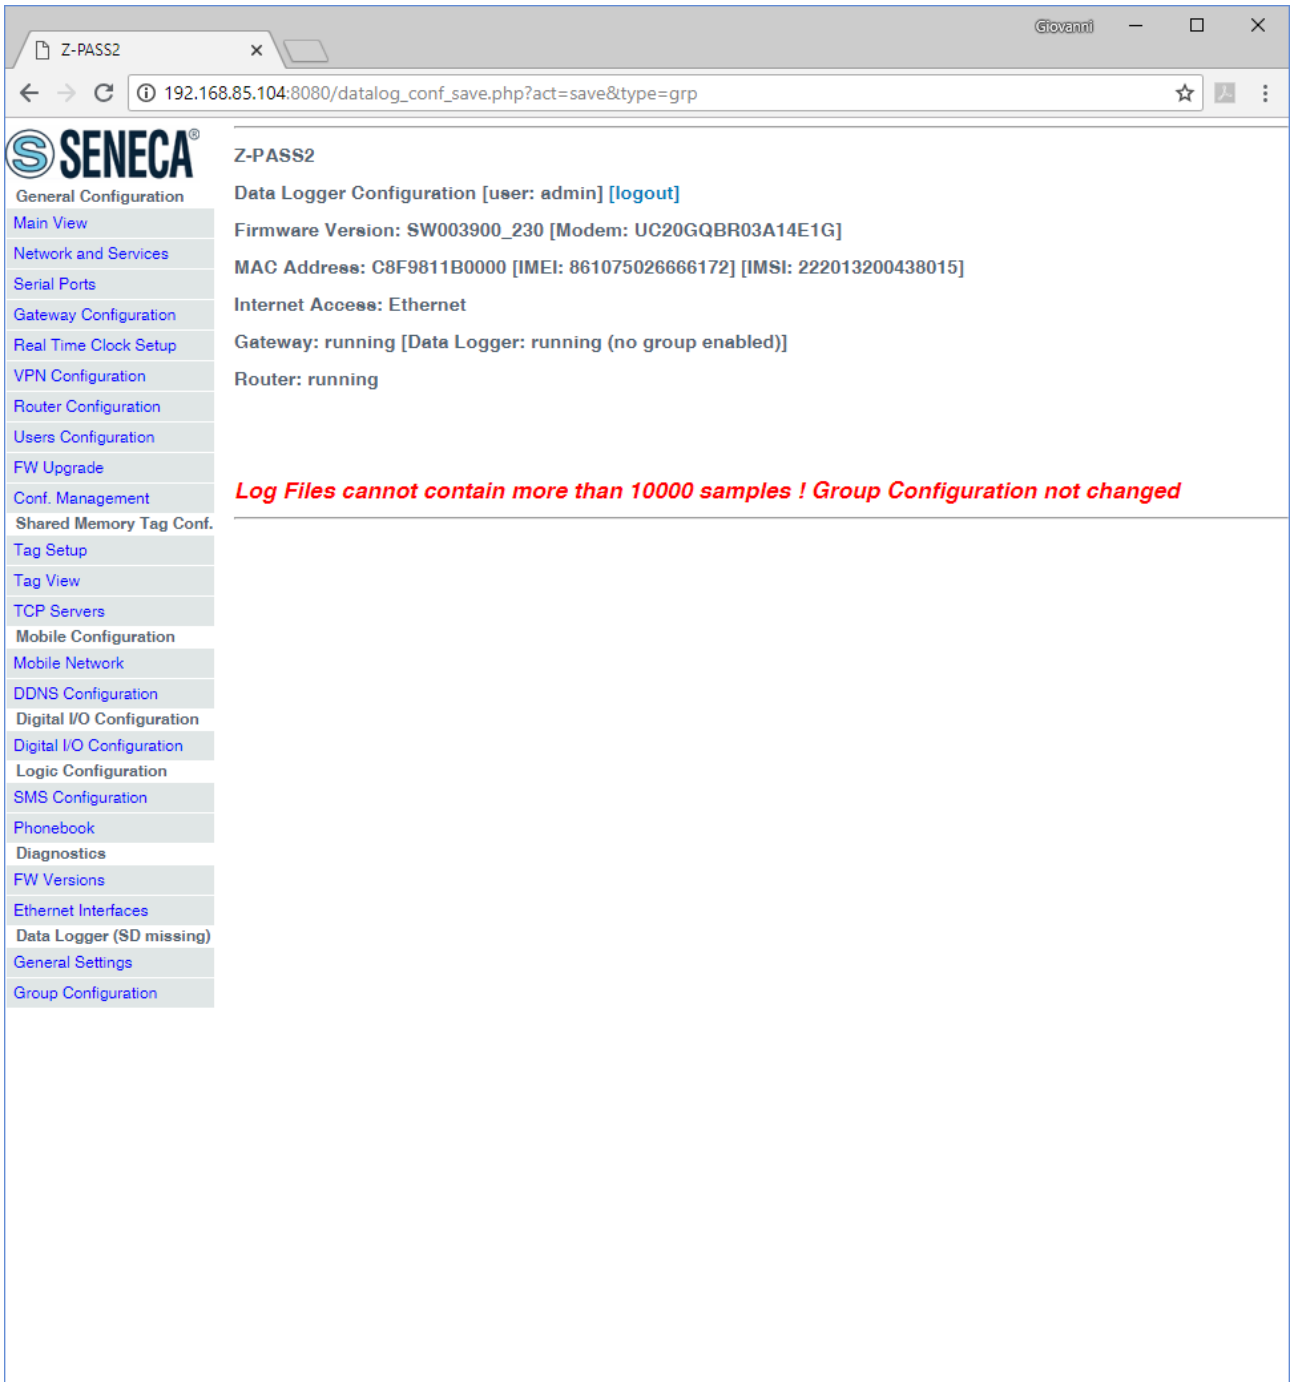 Giovanni
Z-PASS2
192.168.85.104:8080/datalog_conf_save.php?act=save&type=grp
SENECA®
General Configuration
Main View
Network and Services
Serial Ports
Gateway Configuration
Real Time Clock Setup
VPN Configuration
Router Configuration
Users Configuration
FW Upgrade
Conf. Management
Shared Memory Tag Conf.
Tag Setup
Tag View
TCP Servers
Mobile Configuration
Mobile Network
DDNS Configuration
Digital I/O Configuration
Digital I/O Configuration
Logic Configuration
SMS Configuration
Phonebook
Diagnostics
FW Versions
Ethernet Interfaces
Data Logger (SD missing)
General Settings
Group Configuration
Z-PASS2
Data Logger Configuration [user: admin] [logout]
Firmware Version: SW003900_230 [Modem: UC20GQBR03A14E1G]
MAC Address: C8F9811B0000 [IMEI: 861075026666172] [IMSI: 222013200438015]
Internet Access: Ethernet
Gateway: running [Data Logger: running (no group enabled)]
Router: running
Log Files cannot contain more than 10000 samples ! Group Configuration not changed